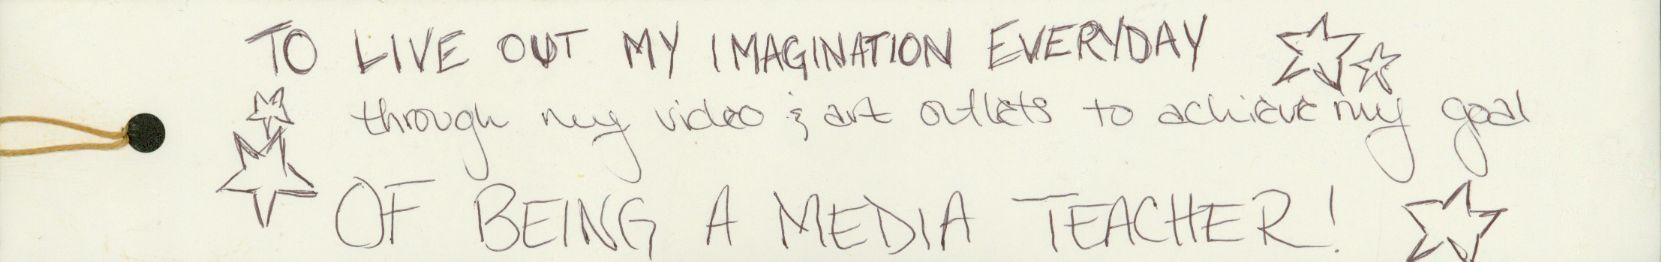 TO LIVE OUT MY IMAGINATION EVERYDAY
through my video & art outlets to achieve my goal
OF BEING A MEDIA TEACHER!